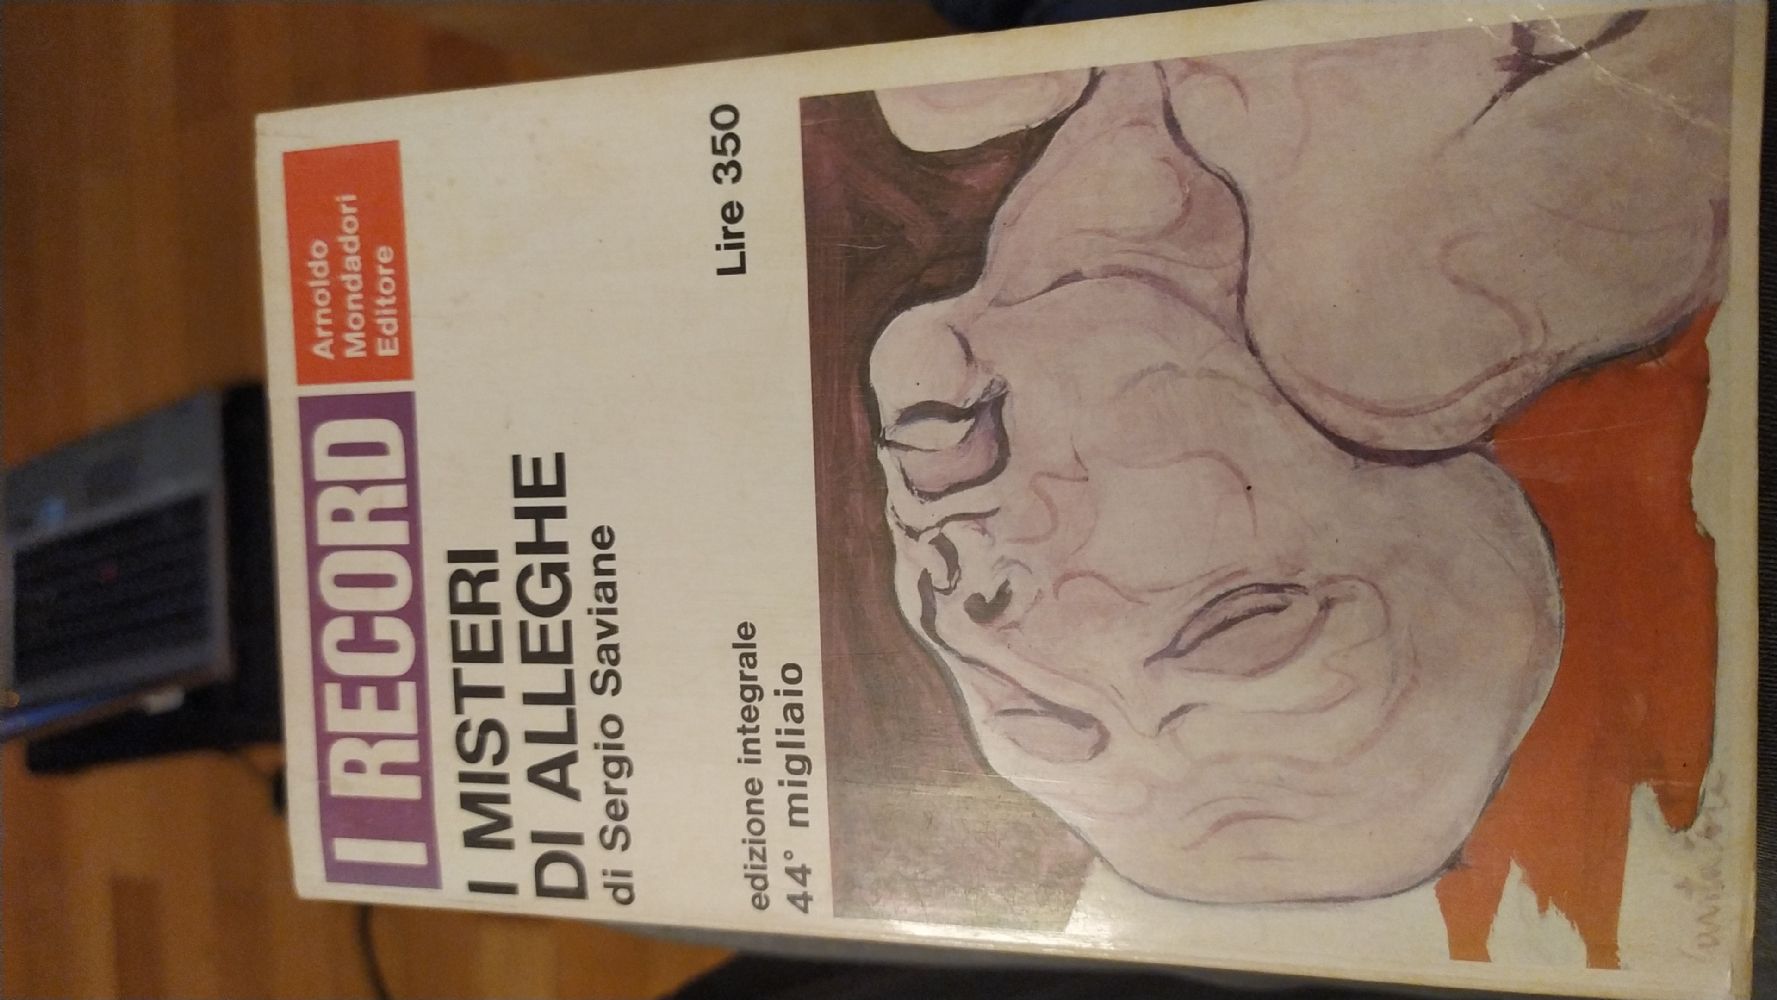 I RECORD
Arnoldo
Mondadori
Editore
I MISTERI
DI ALLEGHE
di Sergio Saviane
Lire 350
edizione integrale
44° migliaio